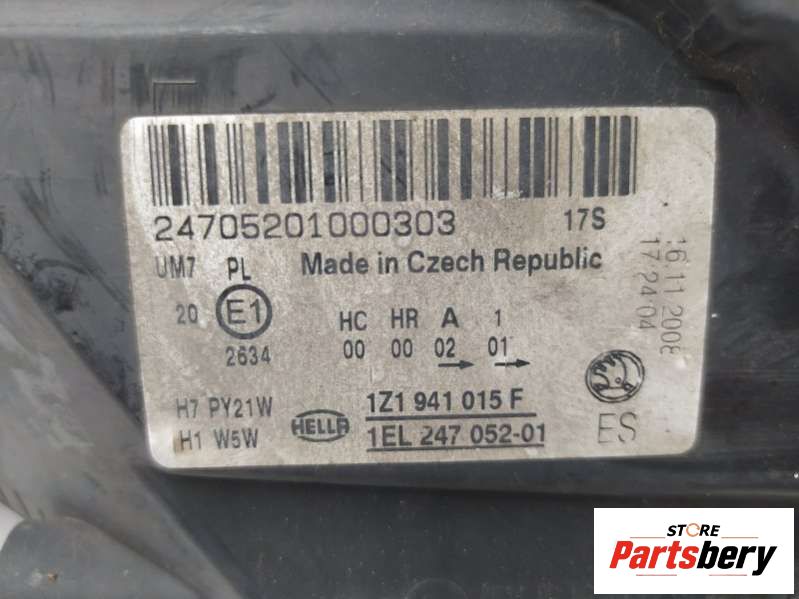 24705201000303 17S
UM7 PL Made in Czech Republic
16.11.2008
17:24:04
20 E1 HC HR A 1
2634 00 00 02 01
H7 PY21W HELLA 1Z1 941 015 F
H1 W5W 1EL 247 052-01 ES
STORE
Partsbery